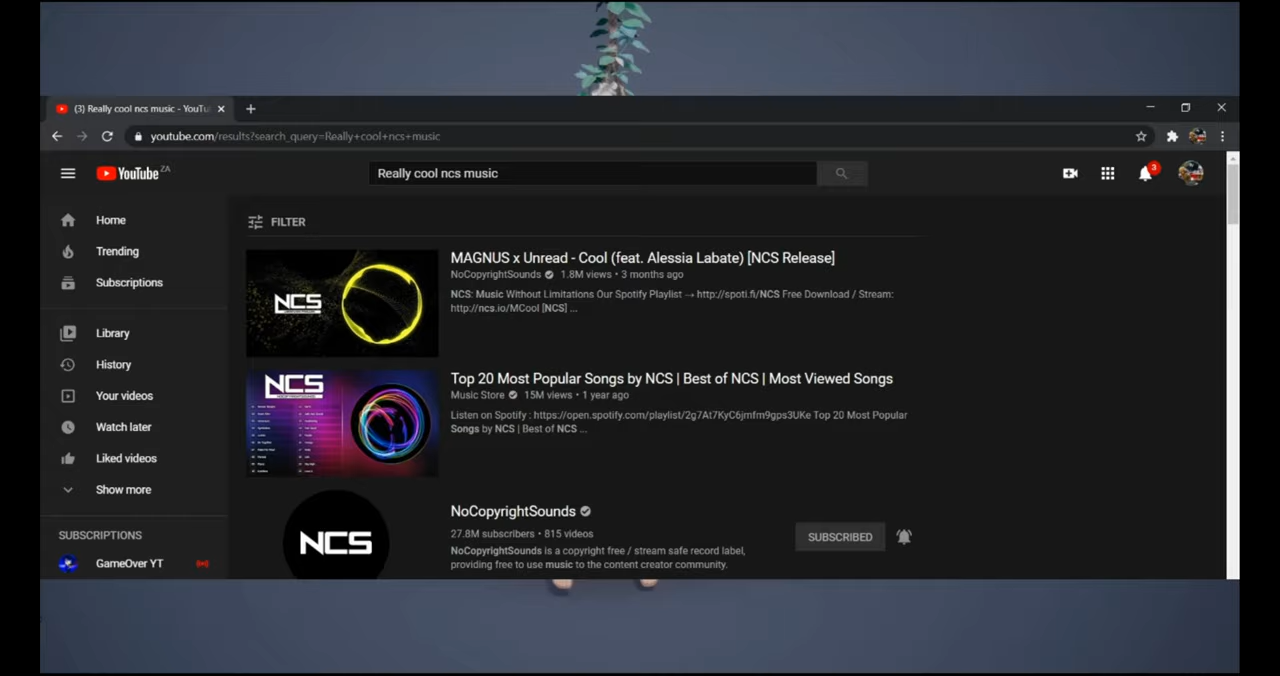 (3) Really cool ncs music - YouTu
youtube.com/results?search_query=Really+cool+ncs+music
YouTube ZA
Really cool ncs music
3
Home
Trending
Subscriptions
Library
History
Your videos
Watch later
Liked videos
Show more
SUBSCRIPTIONS
GameOver YT
FILTER
NCS
MAGNUS x Unread - Cool (feat. Alessia Labate) [NCS Release]
NoCopyrightSounds 1.8M views • 3 months ago
NCS: Music Without Limitations Our Spotify Playlist → http://spoti.fi/NCS Free Download / Stream:
http://ncs.io/MCool [NCS] ...
NCS
Top 20 Most Popular Songs by NCS | Best of NCS | Most Viewed Songs
Music Store 15M views • 1 year ago
Listen on Spotify : https://open.spotify.com/playlist/2g7At7KyC6jmfm9gps3UKe Top 20 Most Popular
Songs by NCS | Best of NCS ...
NCS
NoCopyrightSounds
27.8M subscribers • 815 videos
NoCopyrightSounds is a copyright free / stream safe record label,
providing free to use music to the content creator community.
SUBSCRIBED